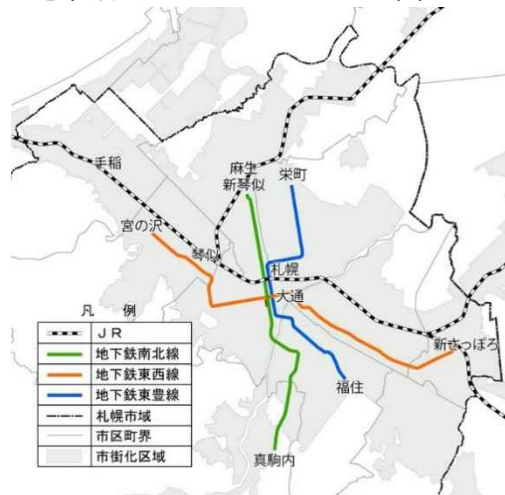 手稲
麻生
新琴似
栄町
宮の沢
琴似
札幌
大通
新さっぽろ
福住
真駒内
凡 例
ＪＲ
地下鉄南北線
地下鉄東西線
地下鉄東豊線
札幌市域
市区町界
市街化区域